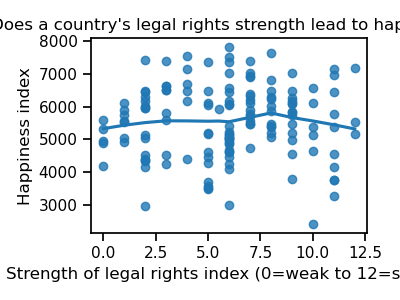 Does a country's legal rights strength lead to hap
8000
7000
6000
5000
4000
3000
Happiness index
0.0 2.5 5.0 7.5 10.0 12.5
Strength of legal rights index (0=weak to 12=s